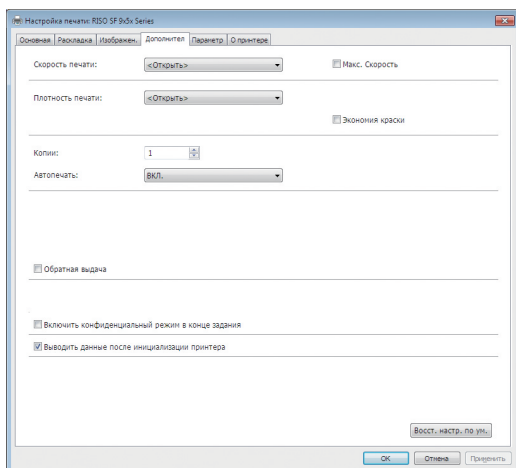 Настройка печати: RISO SF 9x5x Series
Основная Раскладка Изображен. Дополнител Параметр О принтере
Скорость печати: <Открыть> Макс. Скорость
Плотность печати: <Открыть>
Экономия краски
Копии: 1
Автопечать: ВКЛ.
Обратная выдача
Включить конфиденциальный режим в конце задания
Выводить данные после инициализации принтера
Восст. настр. по ум.
OK Отмена Применить